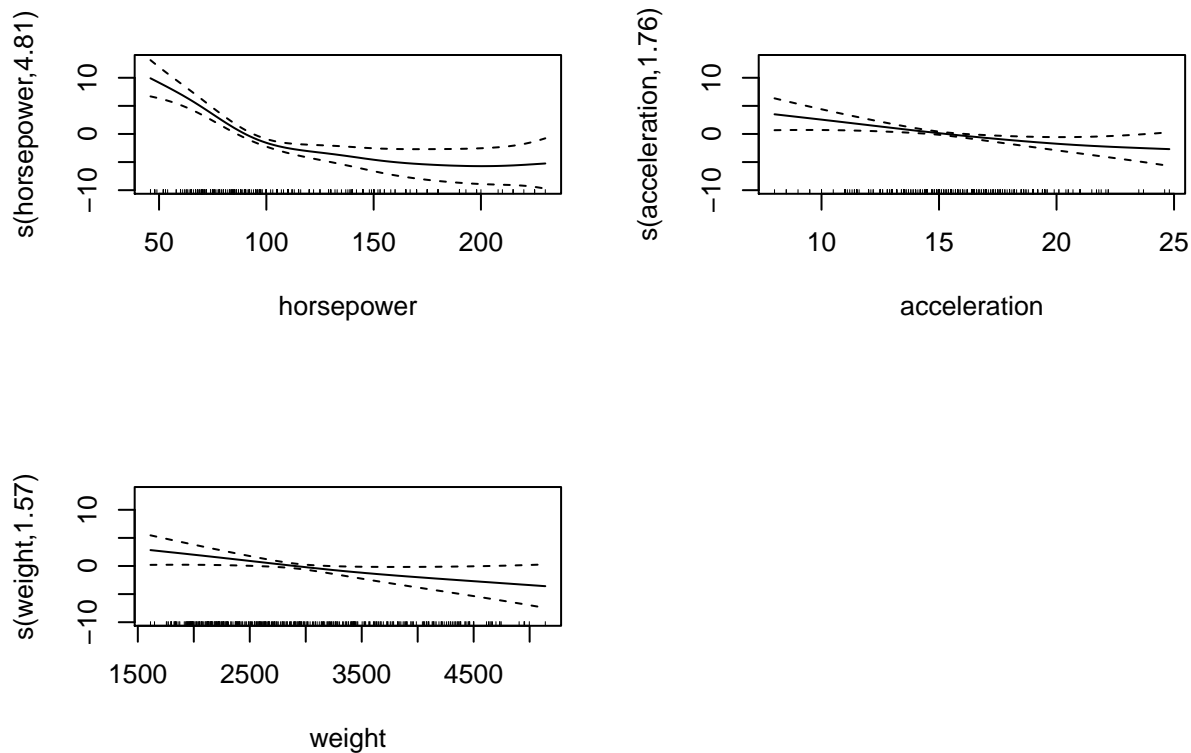 s(horsepower,4.81)
10
0
−10
50 100 150 200
horsepower
s(acceleration,1.76)
10
0
−10
10 15 20 25
acceleration
s(weight,1.57)
10
0
−10
1500 2500 3500 4500
weight